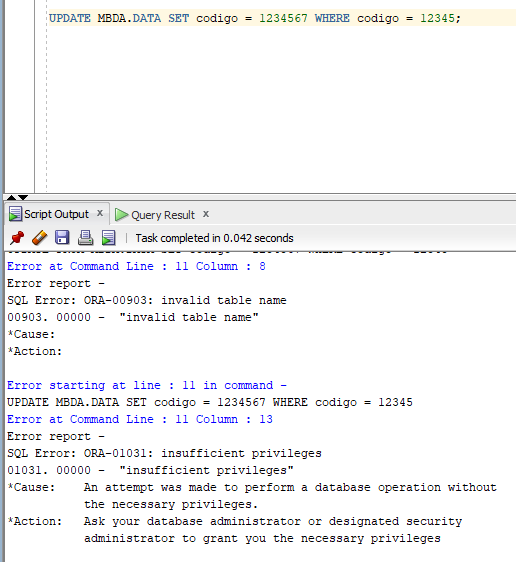 UPDATE MBDA.DATA SET codigo = 1234567 WHERE codigo = 12345;
Script Output x
Query Result x
Task completed in 0.042 seconds
Error at Command Line : 11 Column : 8
Error report -
SQL Error: ORA-00903: invalid table name
00903. 00000 -  "invalid table name"
*Cause:
*Action:
Error starting at line : 11 in command -
UPDATE MBDA.DATA SET codigo = 1234567 WHERE codigo = 12345
Error at Command Line : 11 Column : 13
Error report -
SQL Error: ORA-01031: insufficient privileges
01031. 00000 -  "insufficient privileges"
*Cause:    An attempt was made to perform a database operation without
the necessary privileges.
*Action:   Ask your database administrator or designated security
administrator to grant you the necessary privileges